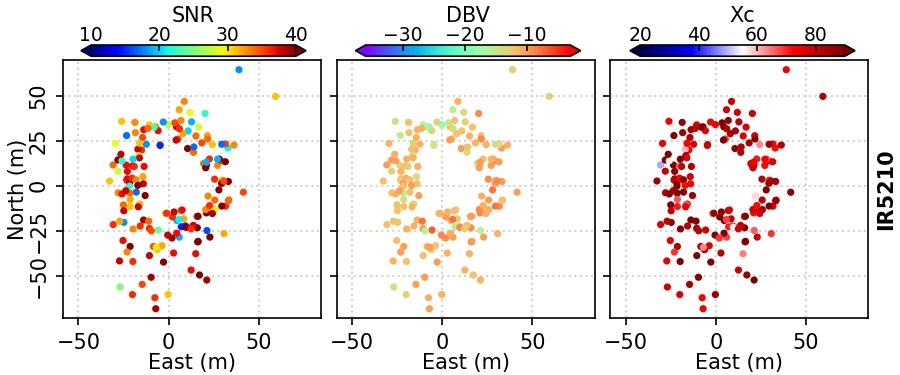 SNR DBV Xc
10 20 30 40 −30 −20 −10 20 40 60 80
50
25
0
−25
−50
North (m)
IR5210
−50 0 50 −50 0 50 −50 0 50
East (m) East (m) East (m)